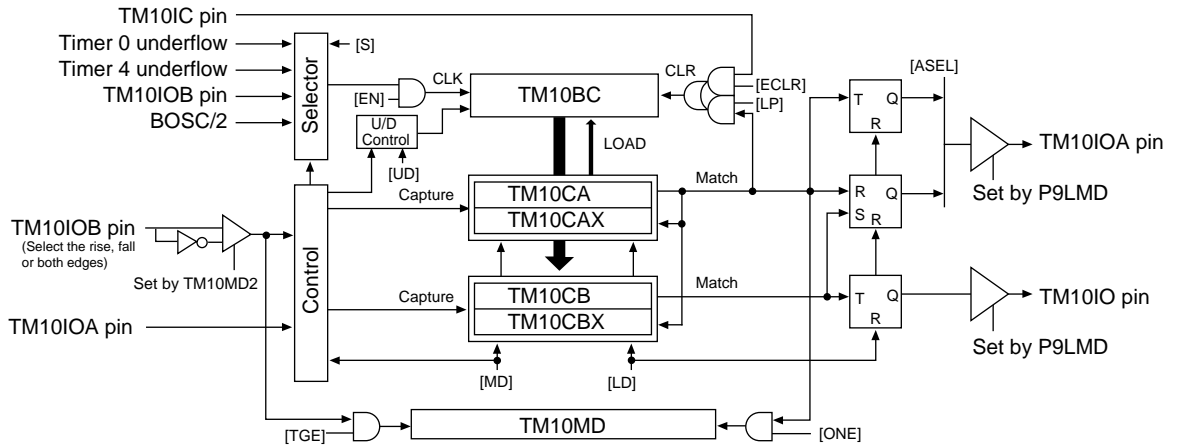 TM10IC pin
Timer 0 underflow
[S]
Timer 4 underflow
TM10IOB pin
BOSC/2
Selector
[EN]
CLK
TM10BC
CLR
[ECLR]
[LP]
[ASEL]
T Q
R
U/D
Control
[UD]
LOAD
TM10IOA pin
Set by P9LMD
Capture
TM10CA
TM10CAX
Match
R Q
S R
TM10IOB pin
(Select the rise, fall
or both edges)
Set by TM10MD2
Control
Capture
TM10CB
TM10CBX
Match
T Q
R
TM10IO pin
Set by P9LMD
TM10IOA pin
[MD]
[LD]
[TGE]
TM10MD
[ONE]